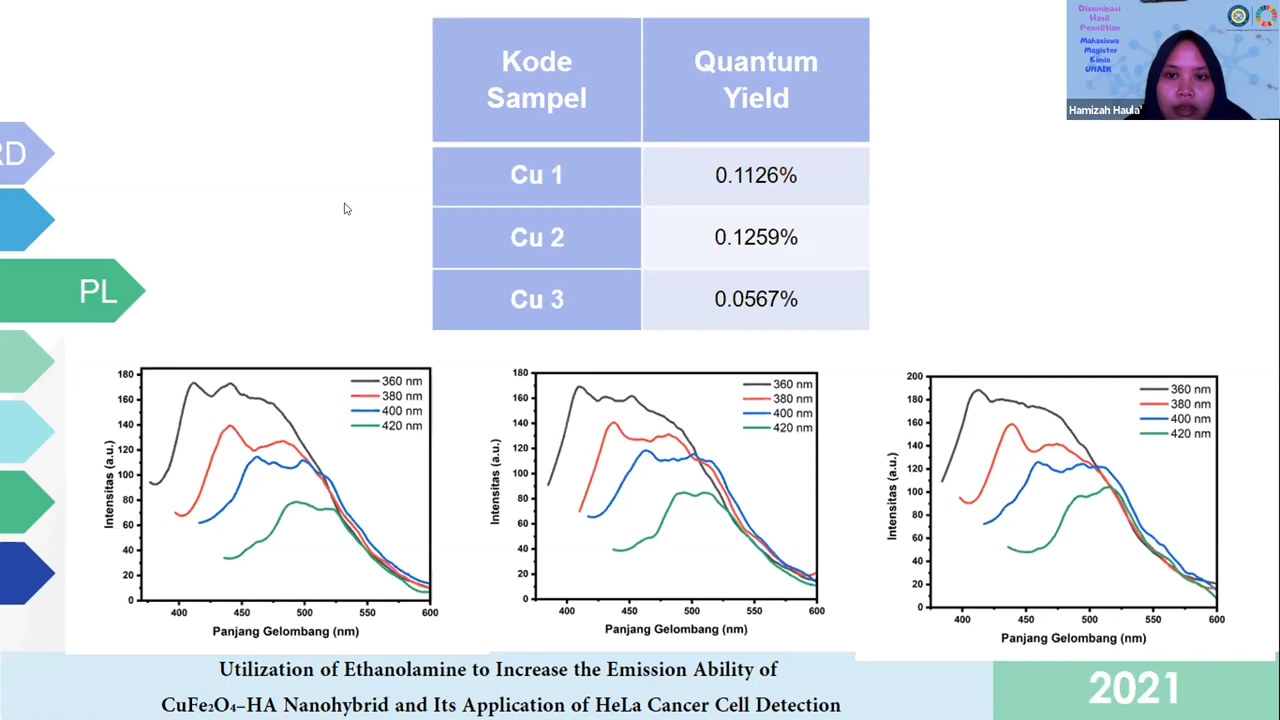 Kode
Sampel
Quantum
Yield
Cu 1
0.1126%
Cu 2
0.1259%
Cu 3
0.0567%
Diseminasi
Hasil
Penelitian
Mahasiswa
Magister
Kimia
UNAIR
Hamizah Haula'
RD
PL
180
160
140
120
100
80
60
40
20
0
Intensitas (a.u.)
360 nm
380 nm
400 nm
420 nm
400
450
500
550
600
Panjang Gelombang (nm)
180
160
140
120
100
80
60
40
20
0
Intensitas (a.u.)
360 nm
380 nm
400 nm
420 nm
400
450
500
550
600
Panjang Gelombang (nm)
200
180
160
140
120
100
80
60
40
20
0
Intensitas (a.u.)
360 nm
380 nm
400 nm
420 nm
400
450
500
550
600
Panjang Gelombang (nm)
Utilization of Ethanolamine to Increase the Emission Ability of
CuFe₂O₄–HA Nanohybrid and Its Application of HeLa Cancer Cell Detection
2021